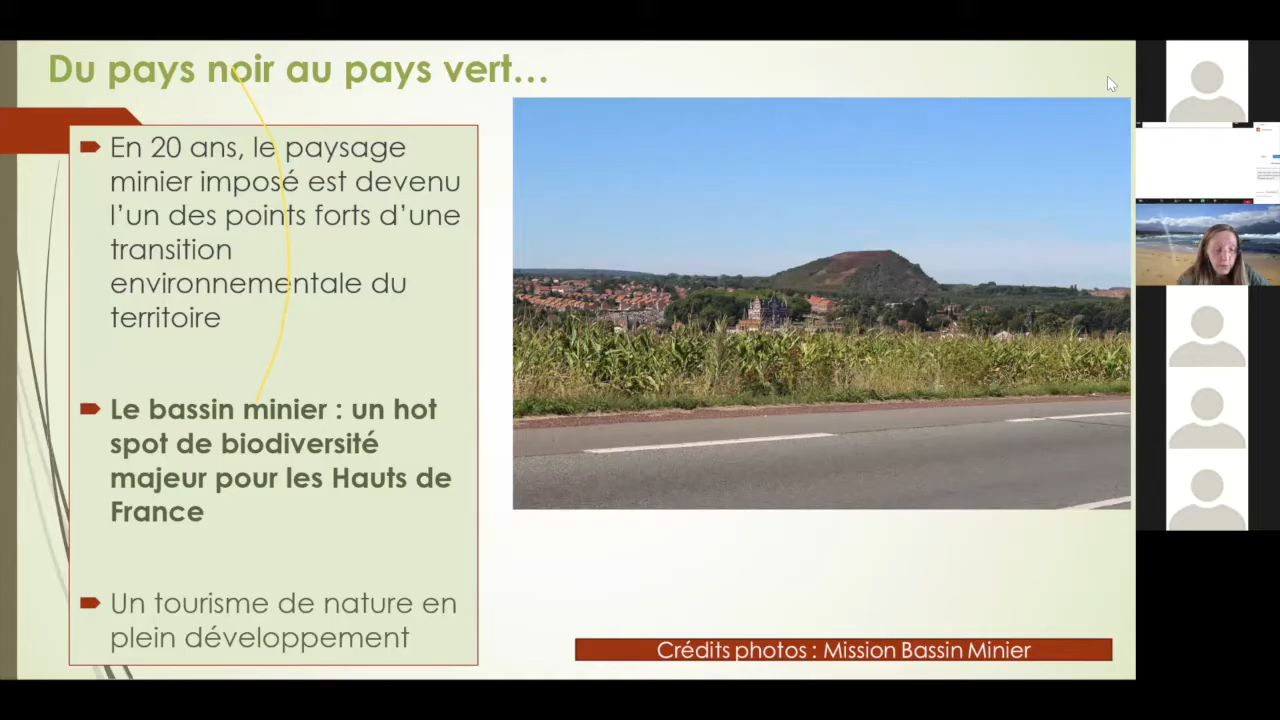 Du pays noir au pays vert…
En 20 ans, le paysage
minier imposé est devenu
l’un des points forts d’une
transition
environnementale du
territoire
Le bassin minier : un hot
spot de biodiversité
majeur pour les Hauts de
France
Un tourisme de nature en
plein développement
Crédits photos : Mission Bassin Minier